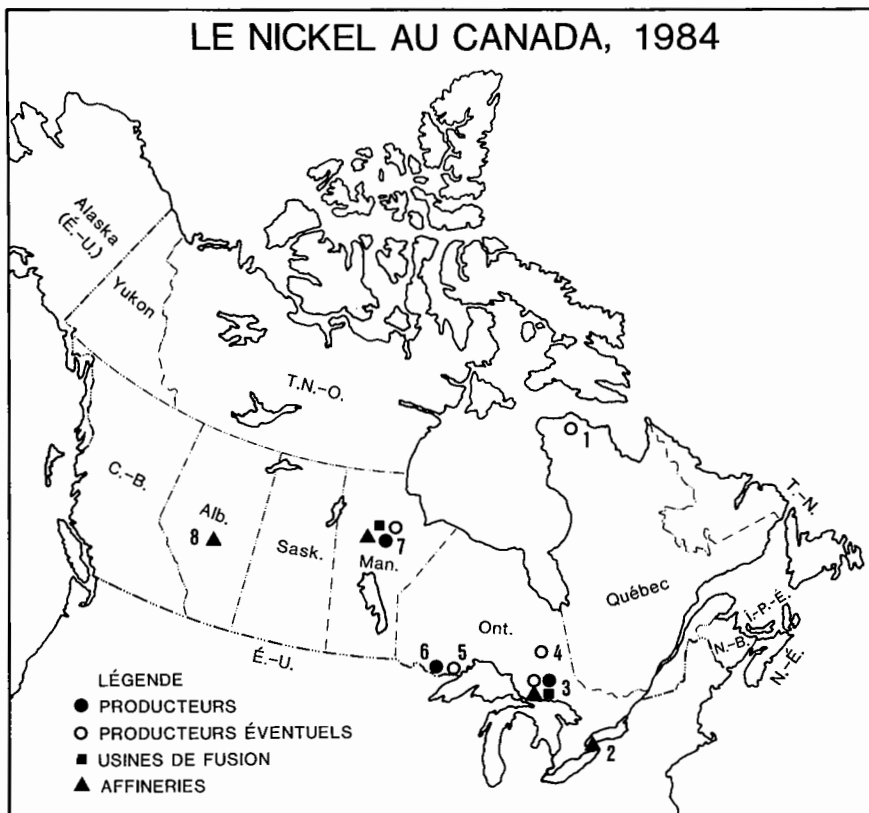 LE NICKEL AU CANADA, 1984
Alaska
(É.-U.)
Yukon
T.N.-O.
1
C.-B.
Alb.
8
Sask.
7
Man.
T.-N.
Québec
Î.-P.-É.
N.-B.
N.-É.
Ont.
4
6
5
3
É.-U.
2
LÉGENDE
PRODUCTEURS
PRODUCTEURS ÉVENTUELS
USINES DE FUSION
AFFINERIES